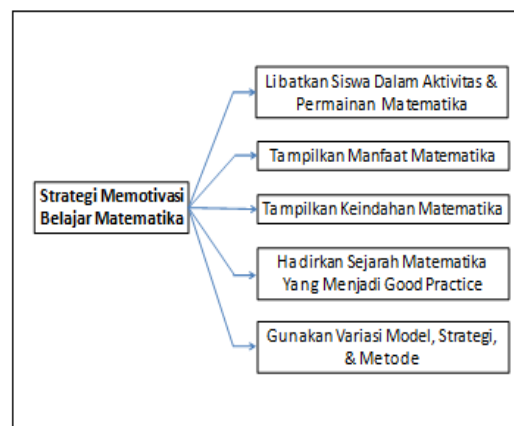 Libatkan Siswa Dalam Aktivitas &
Permainan Matematika
Tampilkan Manfaat Matematika
Strategi Memotivasi
Belajar Matematika
Tampilkan Keindahan Matematika
Hadirkan Sejarah Matematika
Yang Menjadi Good Practice
Gunakan Variasi Model, Strategi,
& Metode